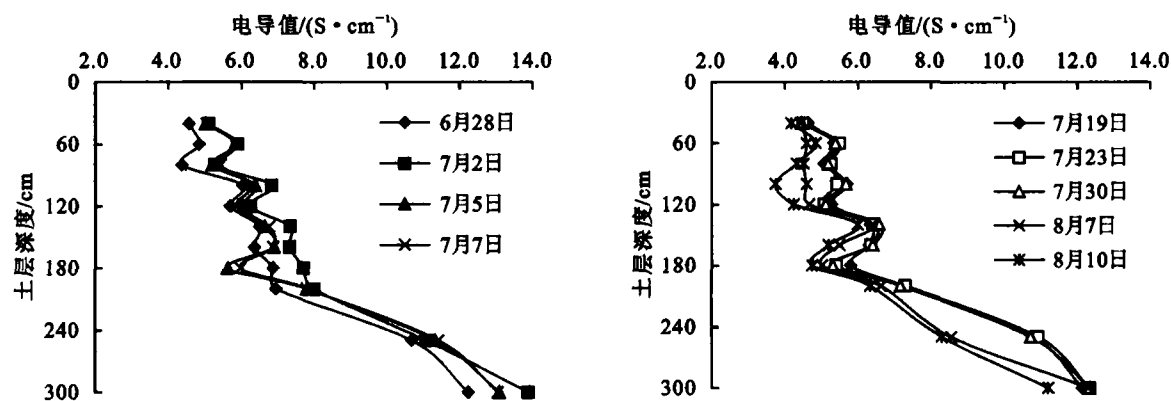 电导值/(S·cm⁻¹)
2.0 4.0 6.0 8.0 10.0 12.0 14.0
0
60
120
180
240
300
土层深度/cm
6月28日
7月2日
7月5日
7月7日
电导值/(S·cm⁻¹)
2.0 4.0 6.0 8.0 10.0 12.0 14.0
0
60
120
180
240
300
土层深度/cm
7月19日
7月23日
7月30日
8月7日
8月10日